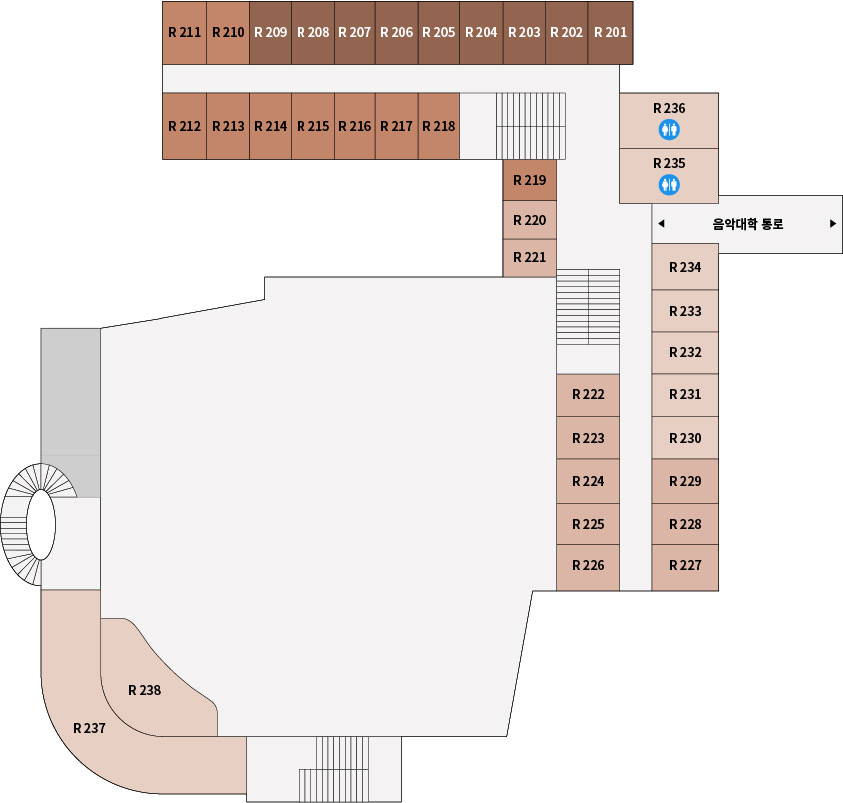 R 211 R 210 R 209 R 208 R 207 R 206 R 205 R 204 R 203 R 202 R 201
R 212 R 213 R 214 R 215 R 216 R 217 R 218
R 236
R 235
R 219
R 220
R 221
음악대학 통로
R 234
R 233
R 232
R 222 R 231
R 223 R 230
R 224 R 229
R 225 R 228
R 226 R 227
R 238
R 237